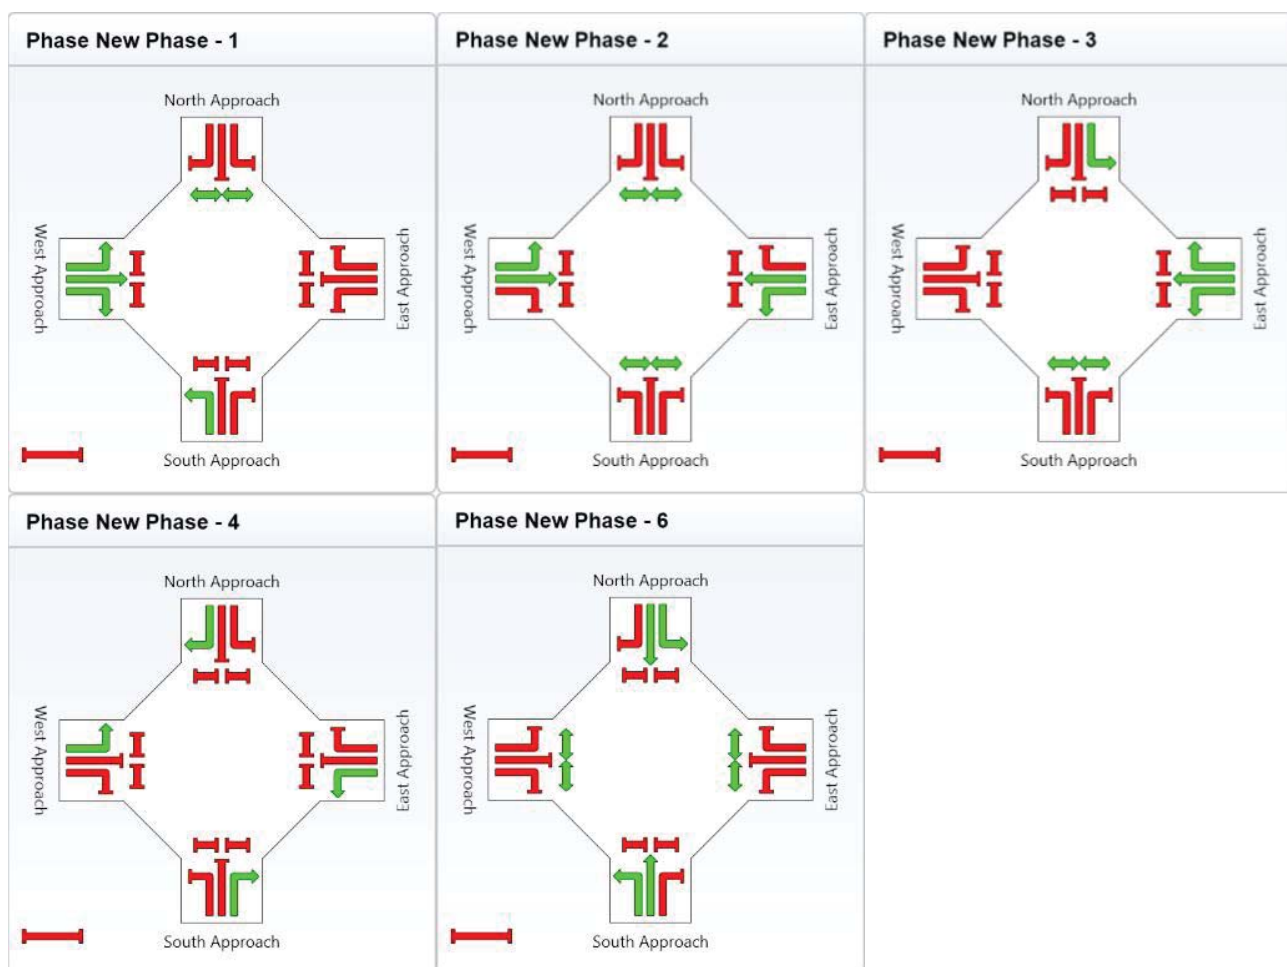 Phase New Phase - 1
North Approach
West Approach
East Approach
South Approach
Phase New Phase - 2
North Approach
West Approach
East Approach
South Approach
Phase New Phase - 3
North Approach
West Approach
East Approach
South Approach
Phase New Phase - 4
North Approach
West Approach
East Approach
South Approach
Phase New Phase - 6
North Approach
West Approach
East Approach
South Approach